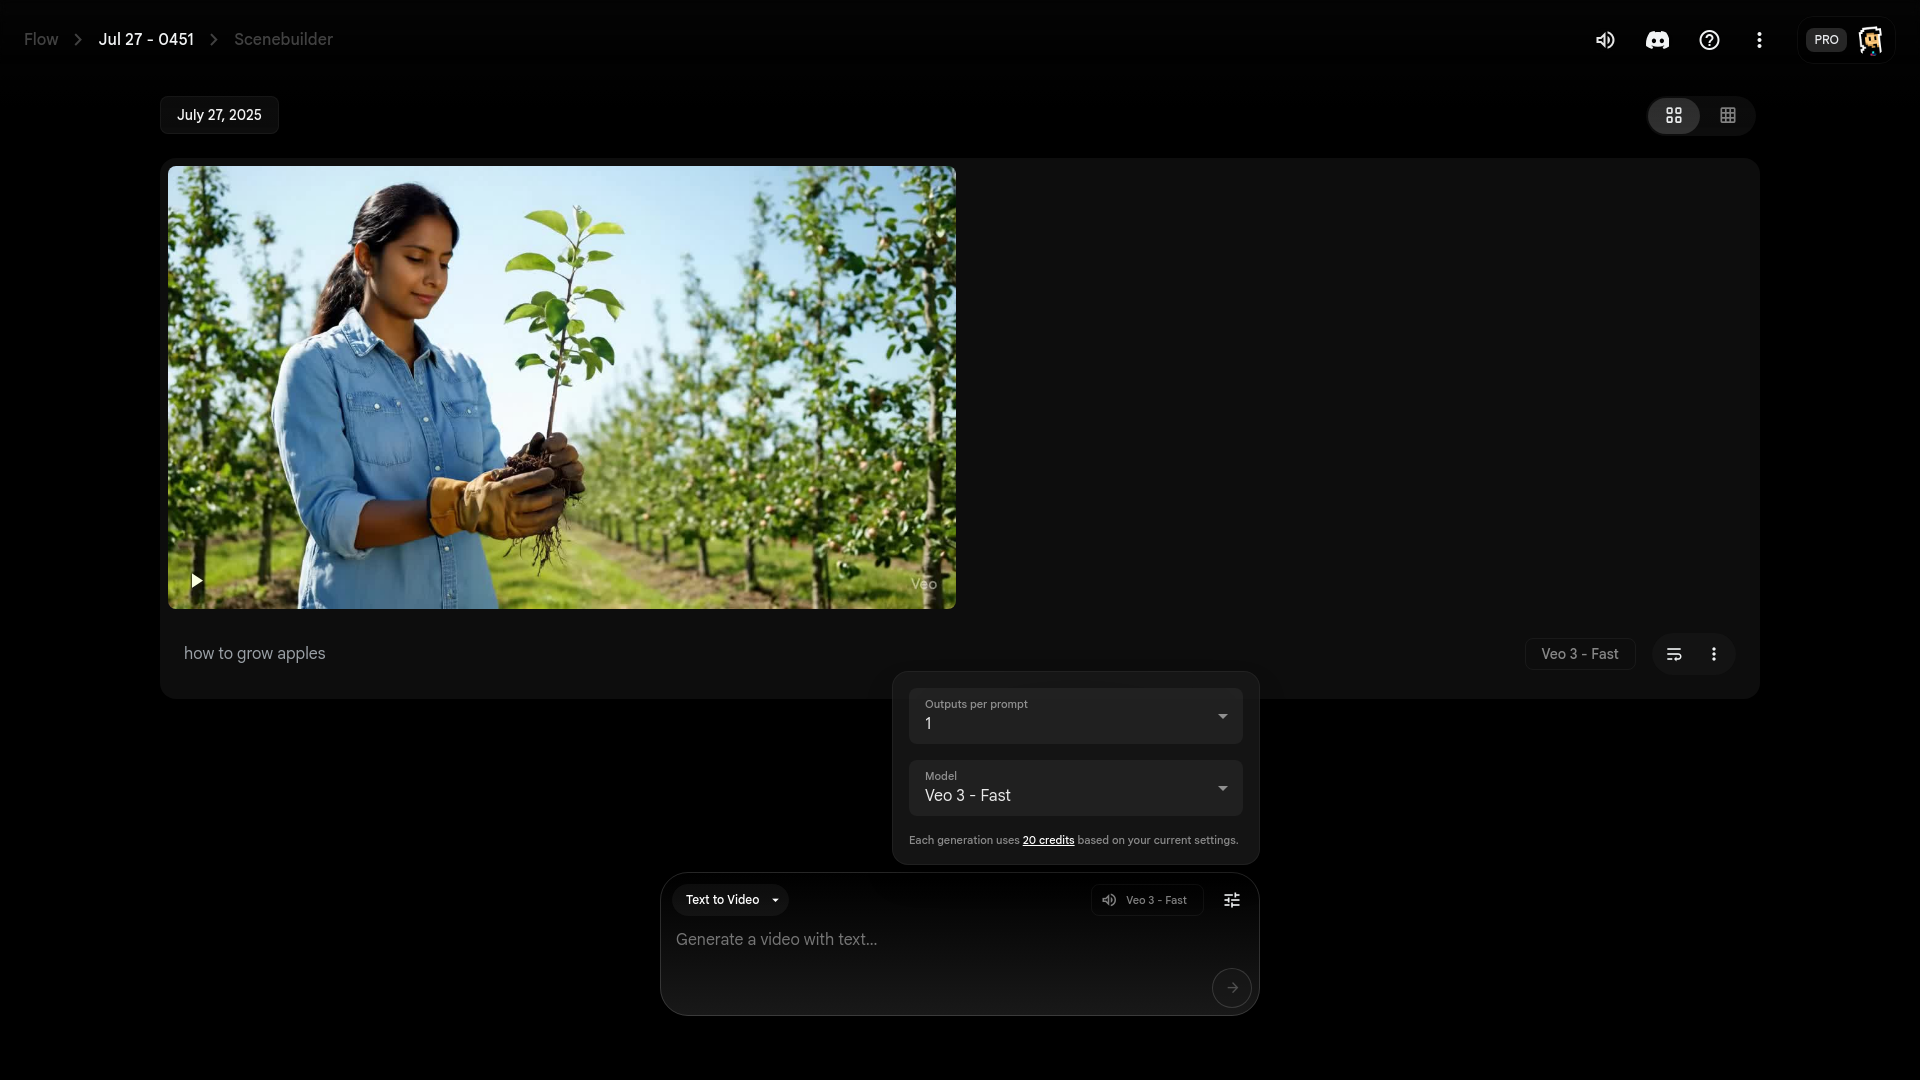 Flow > Jul 27 - 0451 > Scenebuilder
PRO
July 27, 2025
Veo
how to grow apples
Veo 3 - Fast
Outputs per prompt
1
Model
Veo 3 - Fast
Each generation uses 20 credits based on your current settings.
Text to Video
Veo 3 - Fast
Generate a video with text...